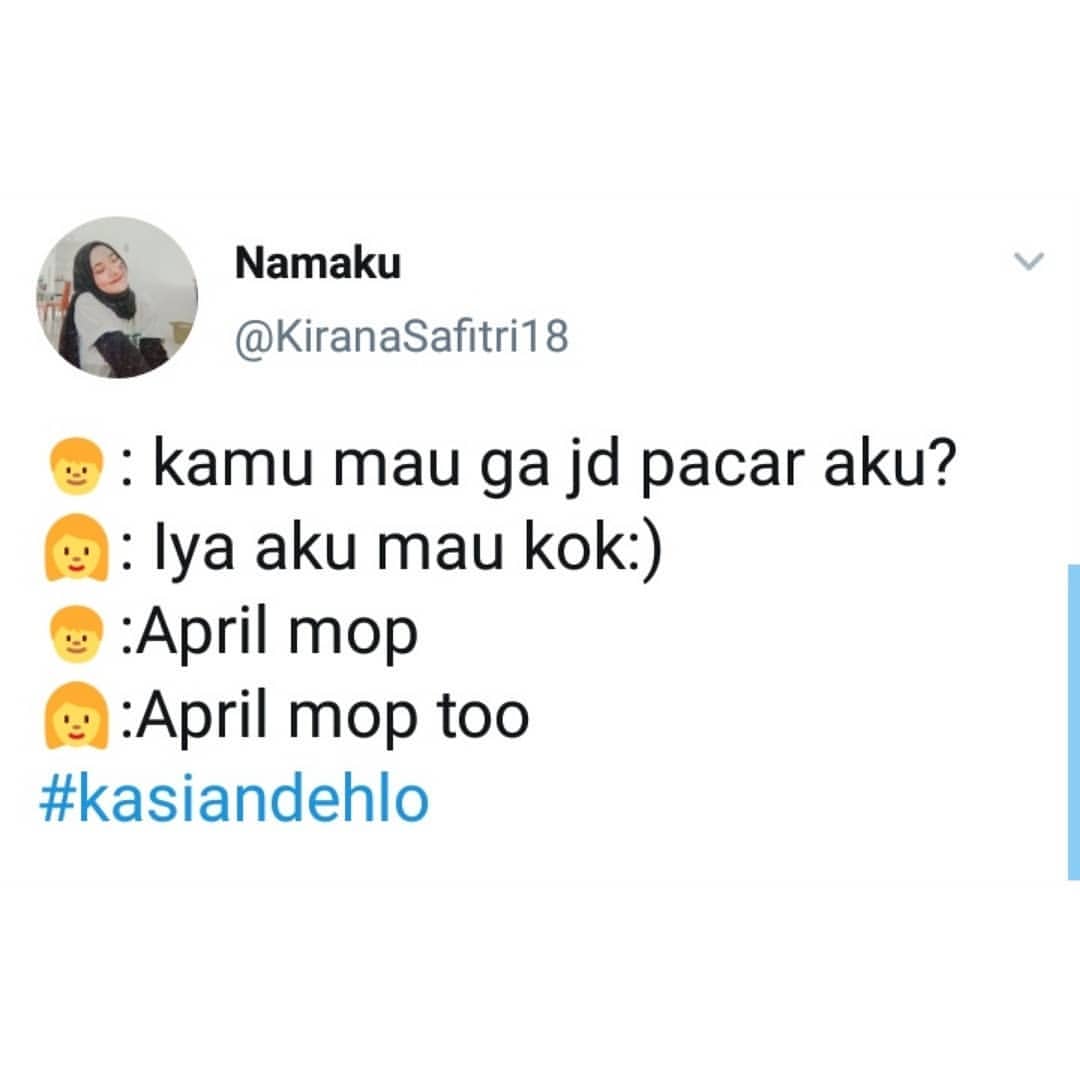 Namaku
@KiranaSafitri18
👦: kamu mau ga jd pacar aku?
👩: Iya aku mau kok:)
👦:April mop
👩:April mop too
#kasiandehlo